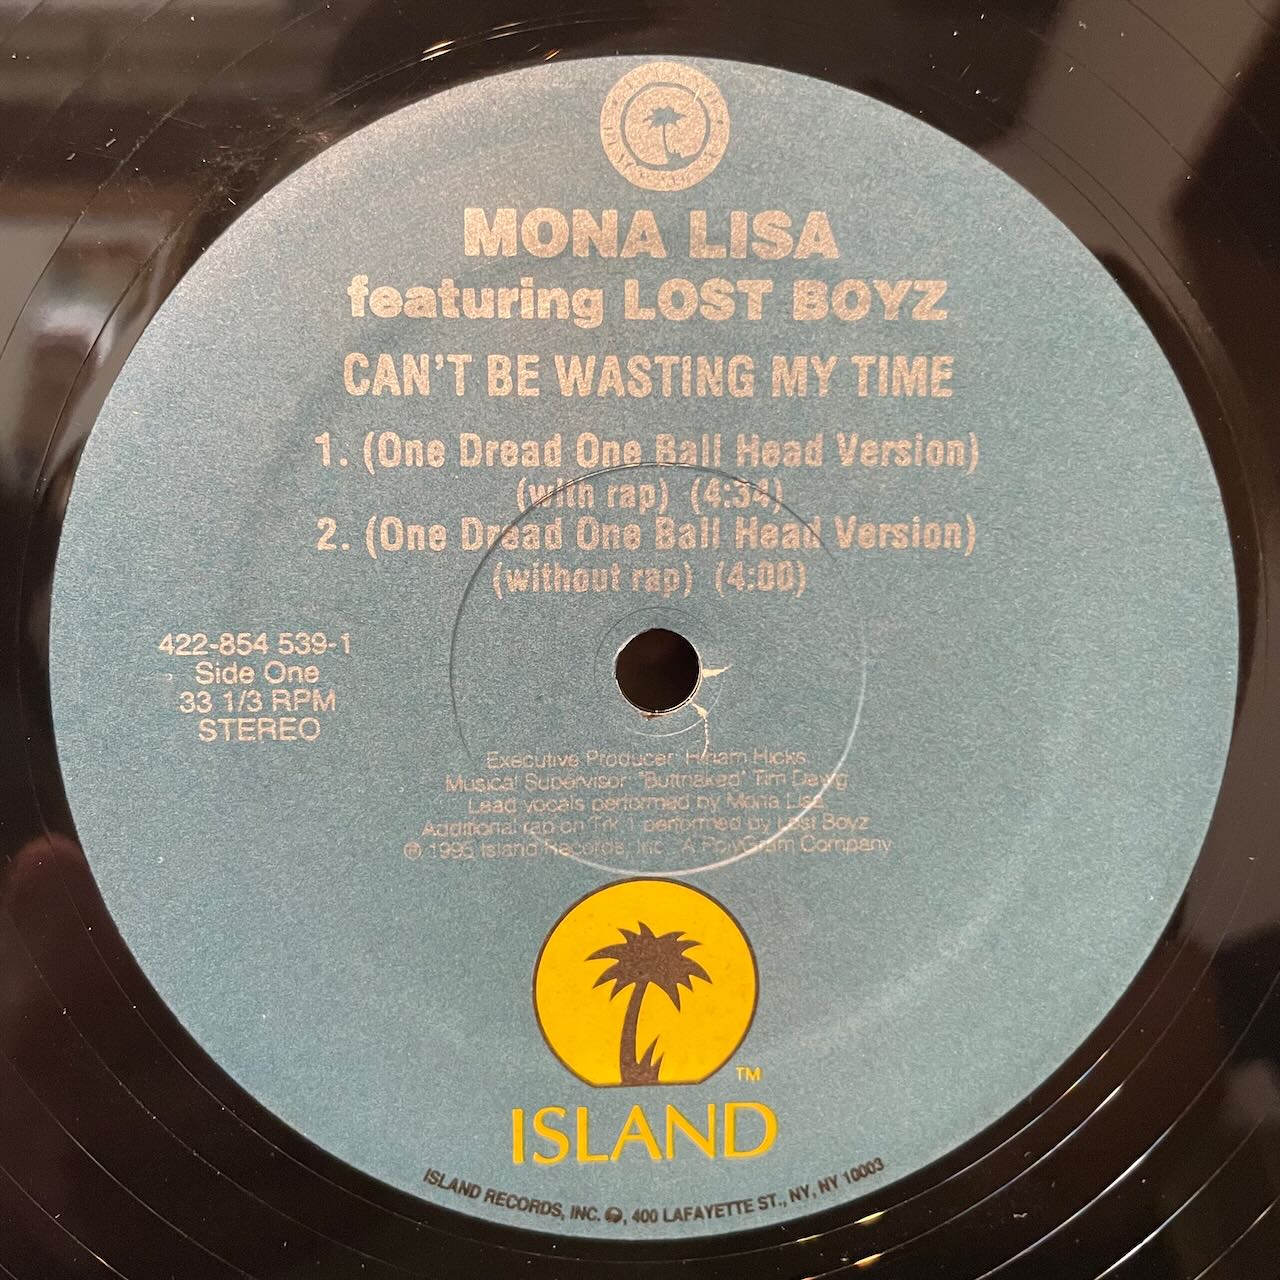 MONA LISA
featuring LOST BOYZ
CAN'T BE WASTING MY TIME
1. (One Dread One Ball Head Version)
(with rap) (4:34)
2. (One Dread One Ball Head Version)
(without rap) (4:00)
422-854 539-1
Side One
33 1/3 RPM
STEREO
Executive Producer: Hiriam Hicks
Musical Supervisor: "Buttnaked" Tim Dawg
Lead vocals performed by Mona Lisa
Additional rap on Trk 1 performed by Lost Boyz
℗ 1995 Island Records, Inc. A PolyGram Company
TM
ISLAND
ISLAND RECORDS, INC. , 400 LAFAYETTE ST., NY, NY 10003